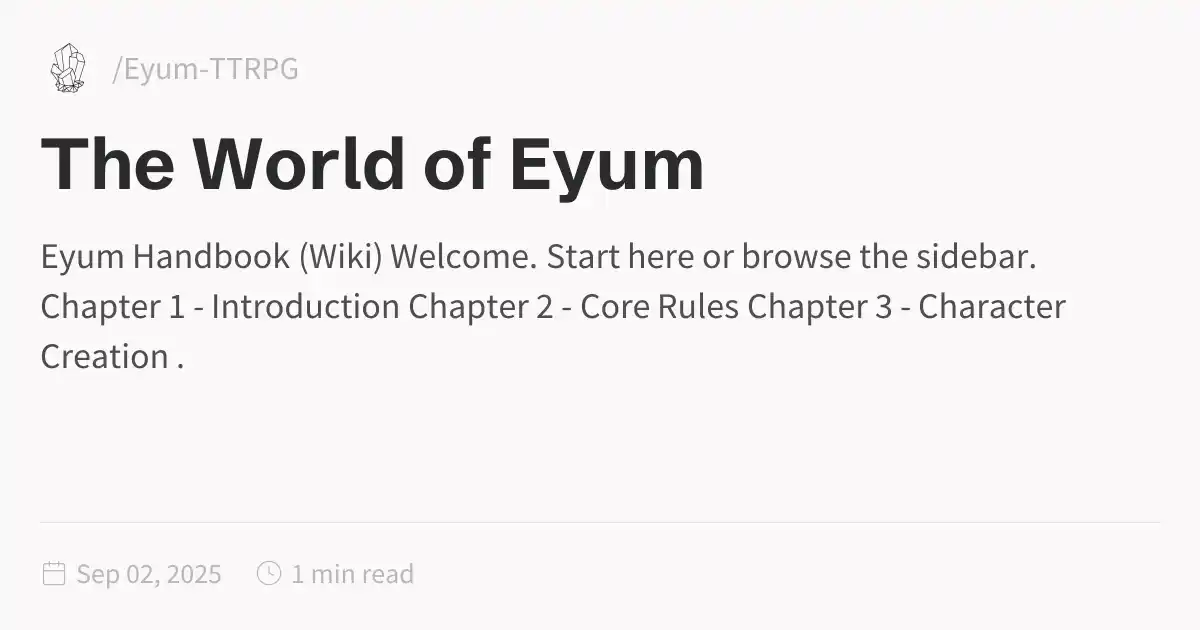 /Eyum-TTRPG
The World of Eyum
Eyum Handbook (Wiki) Welcome. Start here or browse the sidebar.
Chapter 1 - Introduction Chapter 2 - Core Rules Chapter 3 - Character
Creation .
Sep 02, 2025 1 min read